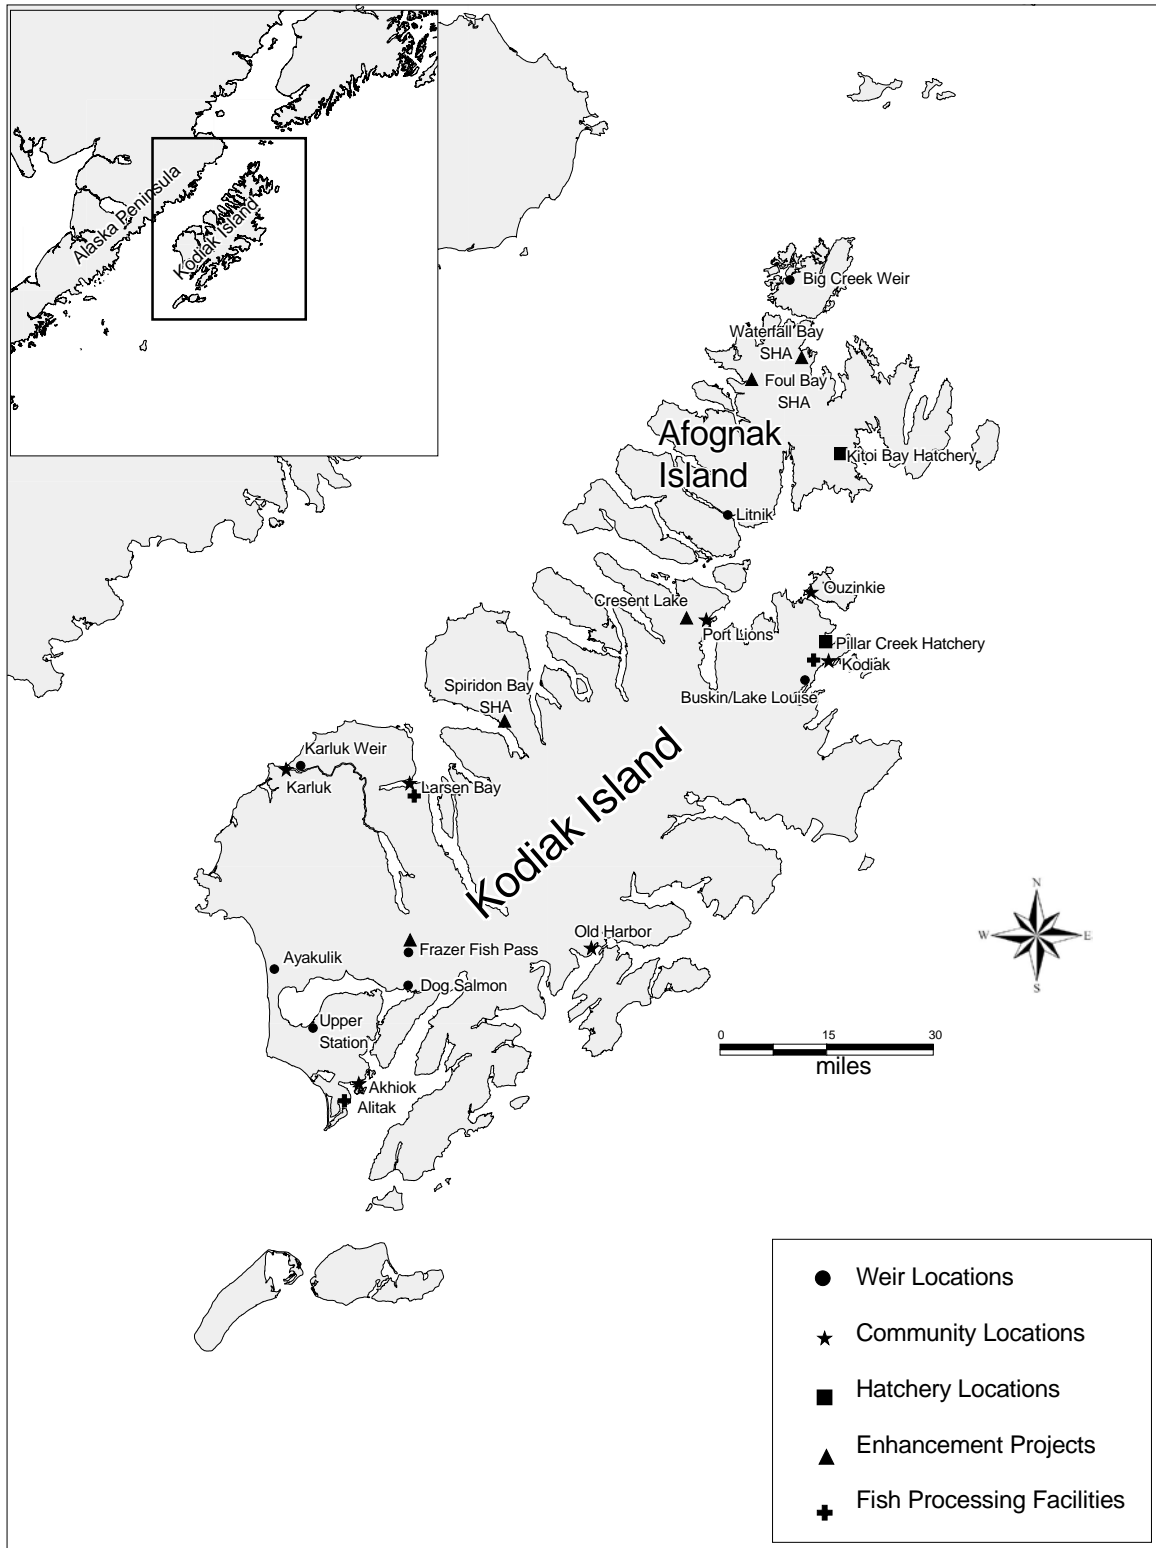 Alaska Peninsula
Kodiak Island
Big Creek Weir
Waterfall Bay
SHA
Foul Bay
SHA
Afognak
Island
Kitoi Bay Hatchery
Litnik
Ouzinkie
Cresent Lake
Port Lions
Pillar Creek Hatchery
Kodiak
Buskin/Lake Louise
Spiridon Bay
SHA
Karluk Weir
Karluk
Larsen Bay
Kodiak Island
Old Harbor
Frazer Fish Pass
Ayakulik
Dog Salmon
Upper
Station
Akhiok
Alitak
N
W
E
S
0 15 30
miles
Weir Locations
Community Locations
Hatchery Locations
Enhancement Projects
Fish Processing Facilities